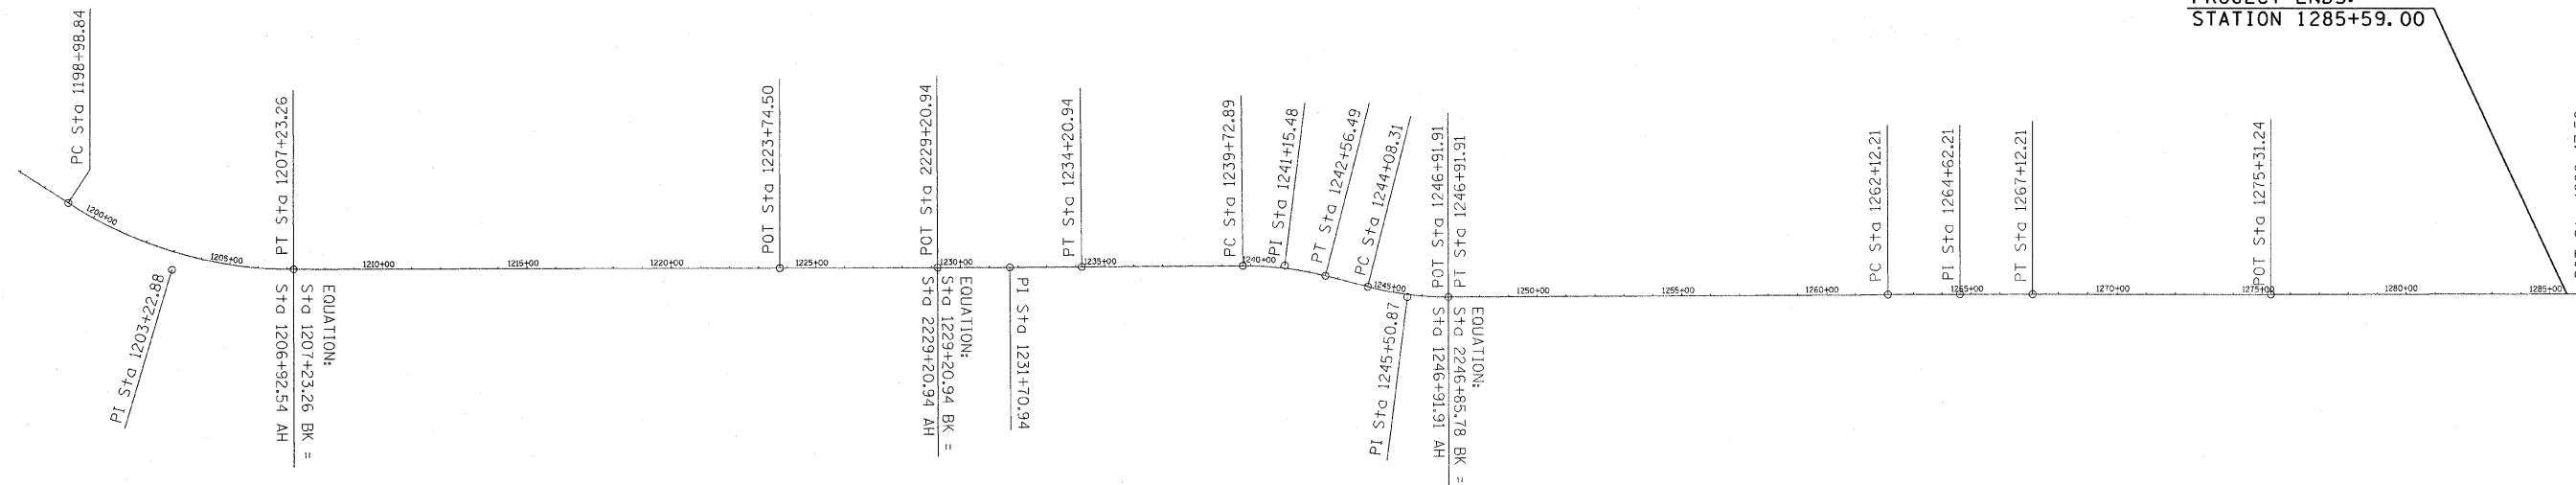 STATION 1285+59.00
PC Sta 1198+98.84
1200+00
PI Sta 1203+22.88
1205+00
PT Sta 1207+23.26
EQUATION:
Sta 1207+23.26 BK =
Sta 1206+92.54 AH
1210+00
1215+00
1220+00
POT Sta 1223+74.50
1225+00
POT Sta 2229+20.94
EQUATION:
Sta 1229+20.94 BK =
Sta 2229+20.94 AH
1230+00
PI Sta 1231+70.94
PT Sta 1234+20.94
1235+00
PC Sta 1239+72.89
1240+00
PI Sta 1241+15.48
PT Sta 1242+56.49
PC Sta 1244+08.31
1245+00
PI Sta 1245+50.87
POT Sta 1246+91.91
PT Sta 1246+91.91
EQUATION:
Sta 2246+85.78 BK =
Sta 1246+91.91 AH
1250+00
1255+00
1260+00
PC Sta 1262+12.21
PI Sta 1264+62.21
1265+00
PT Sta 1267+12.21
1270+00
POT Sta 1275+31.24
1275+00
1280+00
1285+00